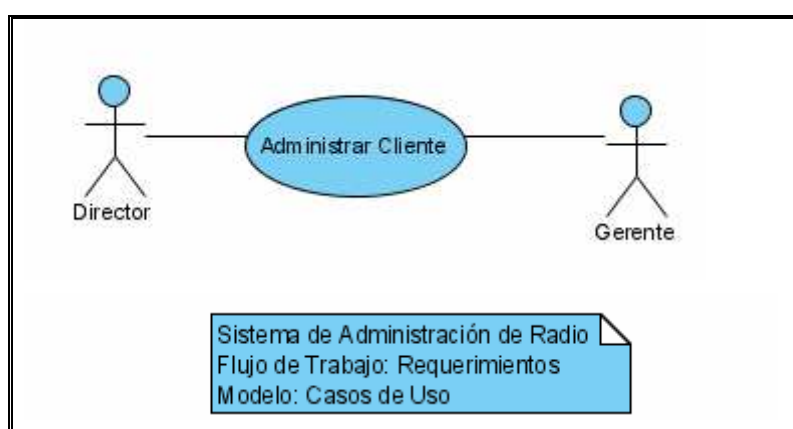 Administrar Cliente
Director
Gerente
Sistema de Administración de Radio
Flujo de Trabajo: Requerimientos
Modelo: Casos de Uso